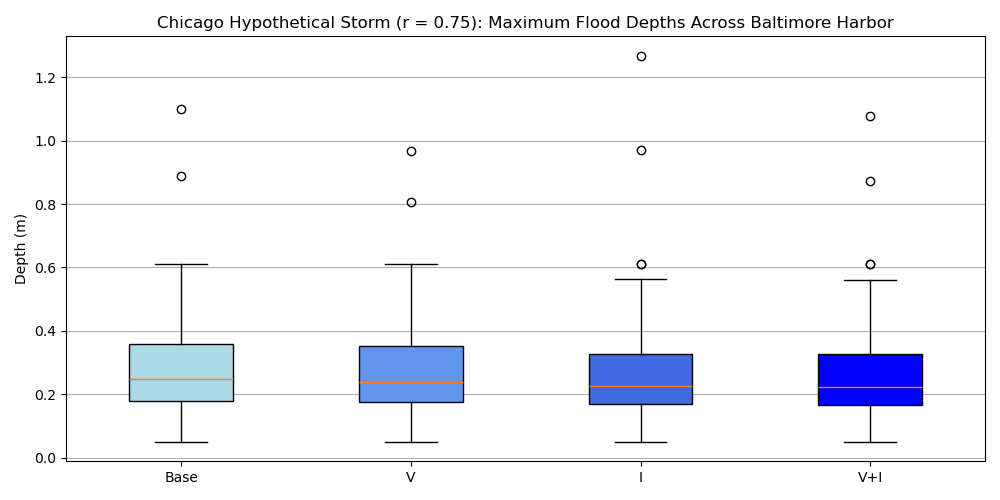 Chicago Hypothetical Storm (r = 0.75): Maximum Flood Depths Across Baltimore Harbor
Depth (m)
1.2
1.0
0.8
0.6
0.4
0.2
0.0
Base V I V+I